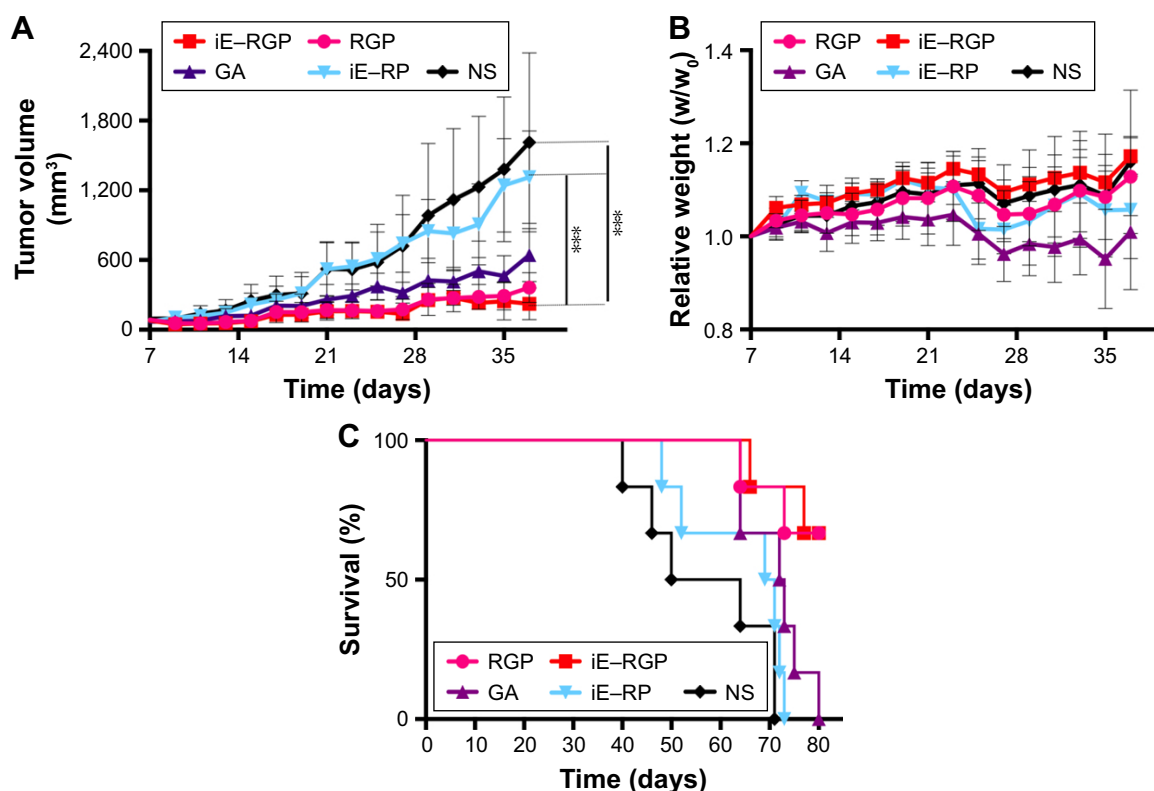 A
iE–RGP RGP
GA iE–RP NS
2,400
1,800
1,200
600
0
Tumor volume
(mm³)
7 14 21 28 35
Time (days)
***
***
B
RGP iE–RGP
GA iE–RP NS
1.4
1.2
1.0
0.8
Relative weight (w/w₀)
7 14 21 28 35
Time (days)
C
100
50
0
Survival (%)
RGP iE–RGP
GA iE–RP NS
0 10 20 30 40 50 60 70 80
Time (days)